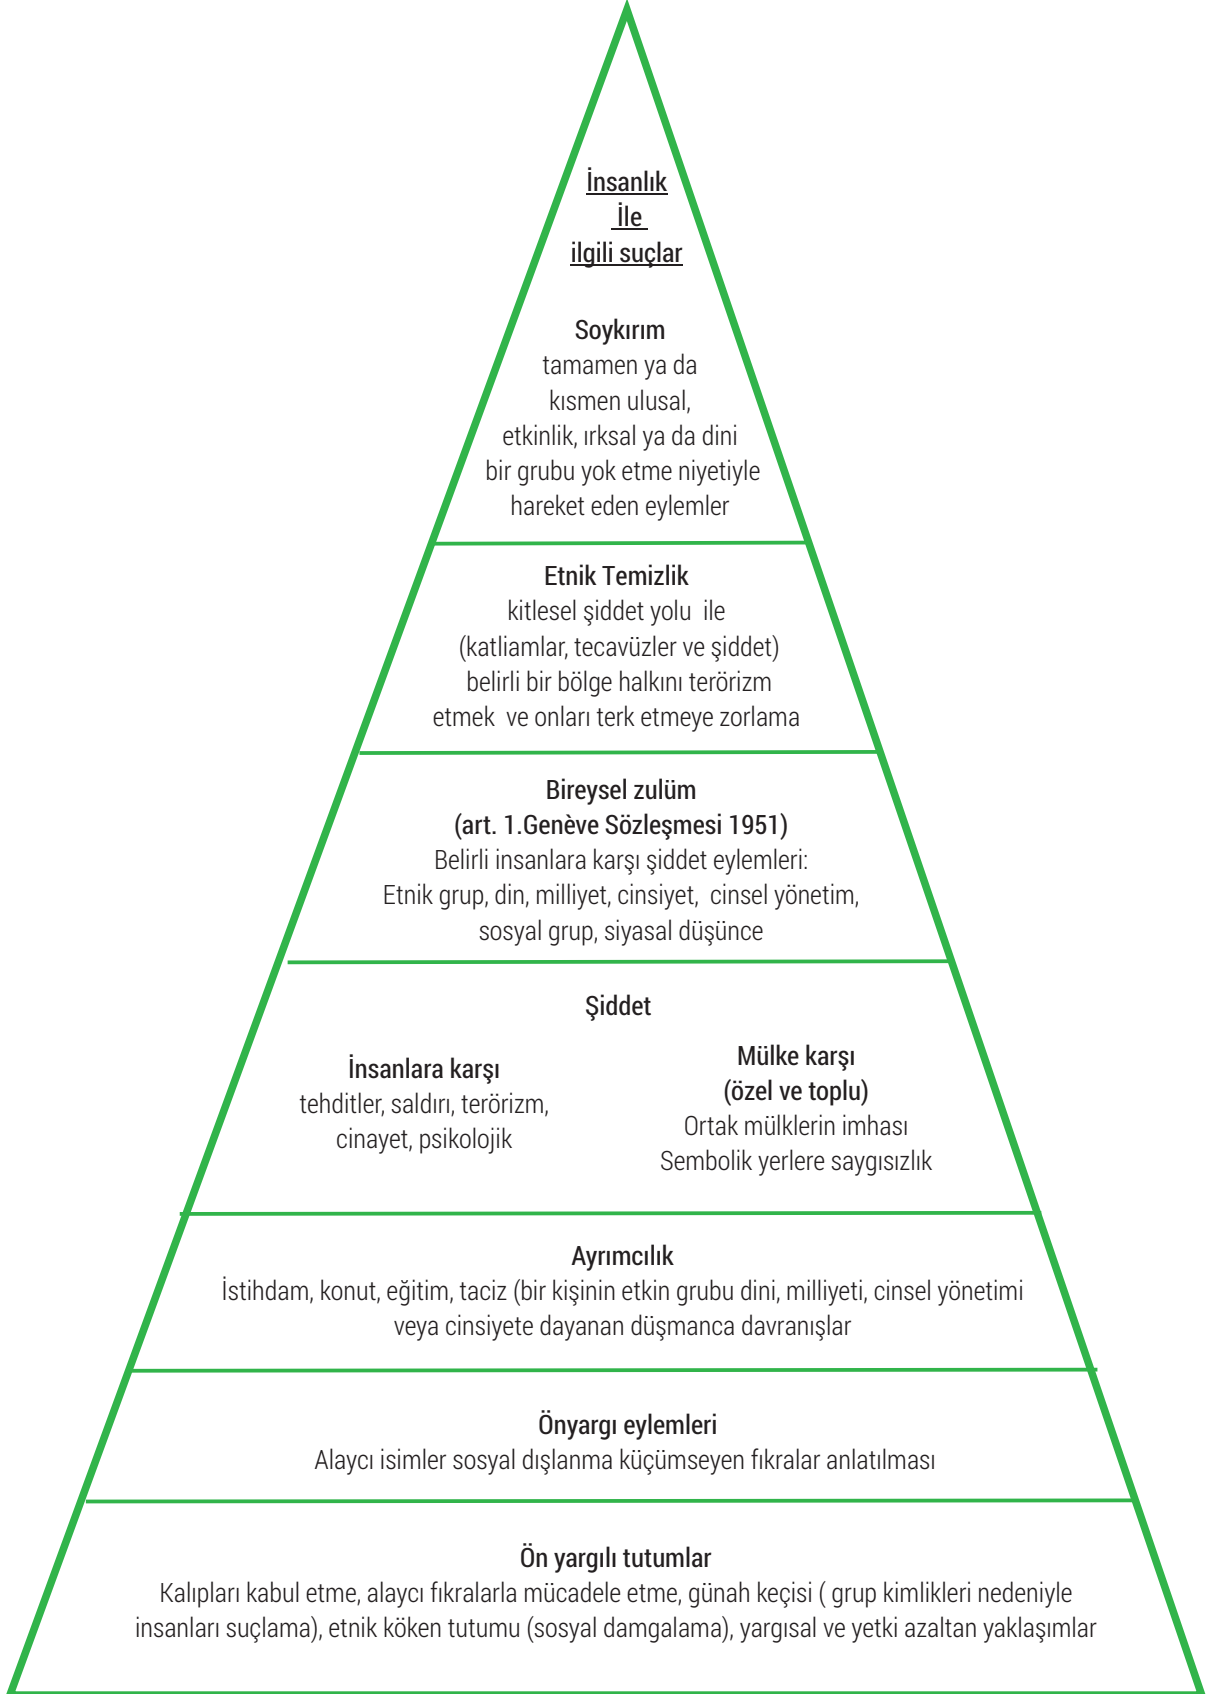 İnsanlık
İle
ilgili suçlar
Soykırım
tamamen ya da
kısmen ulusal,
etkinlik, ırksal ya da dini
bir grubu yok etme niyetiyle
hareket eden eylemler
Etnik Temizlik
kitlesel şiddet yolu ile
(katliamlar, tecavüzler ve şiddet)
belirli bir bölge halkını terörizm
etmek ve onları terk etmeye zorlama
Bireysel zulüm
(art. 1.Genève Sözleşmesi 1951)
Belirli insanlara karşı şiddet eylemleri:
Etnik grup, din, milliyet, cinsiyet, cinsel yönetim,
sosyal grup, siyasal düşünce
Şiddet
İnsanlara karşı
tehditler, saldırı, terörizm,
cinayet, psikolojik
Mülke karşı
(özel ve toplu)
Ortak mülklerin imhası
Sembolik yerlere saygısızlık
Ayrımcılık
İstihdam, konut, eğitim, taciz (bir kişinin etkin grubu dini, milliyeti, cinsel yönetimi
veya cinsiyete dayanan düşmanca davranışlar
Önyargı eylemleri
Alaycı isimler sosyal dışlanma küçümseyen fıkralar anlatılması
Ön yargılı tutumlar
Kalıpları kabul etme, alaycı fıkralarla mücadele etme, günah keçisi ( grup kimlikleri nedeniyle
insanları suçlama), etnik köken tutumu (sosyal damgalama), yargısal ve yetki azaltan yaklaşımlar